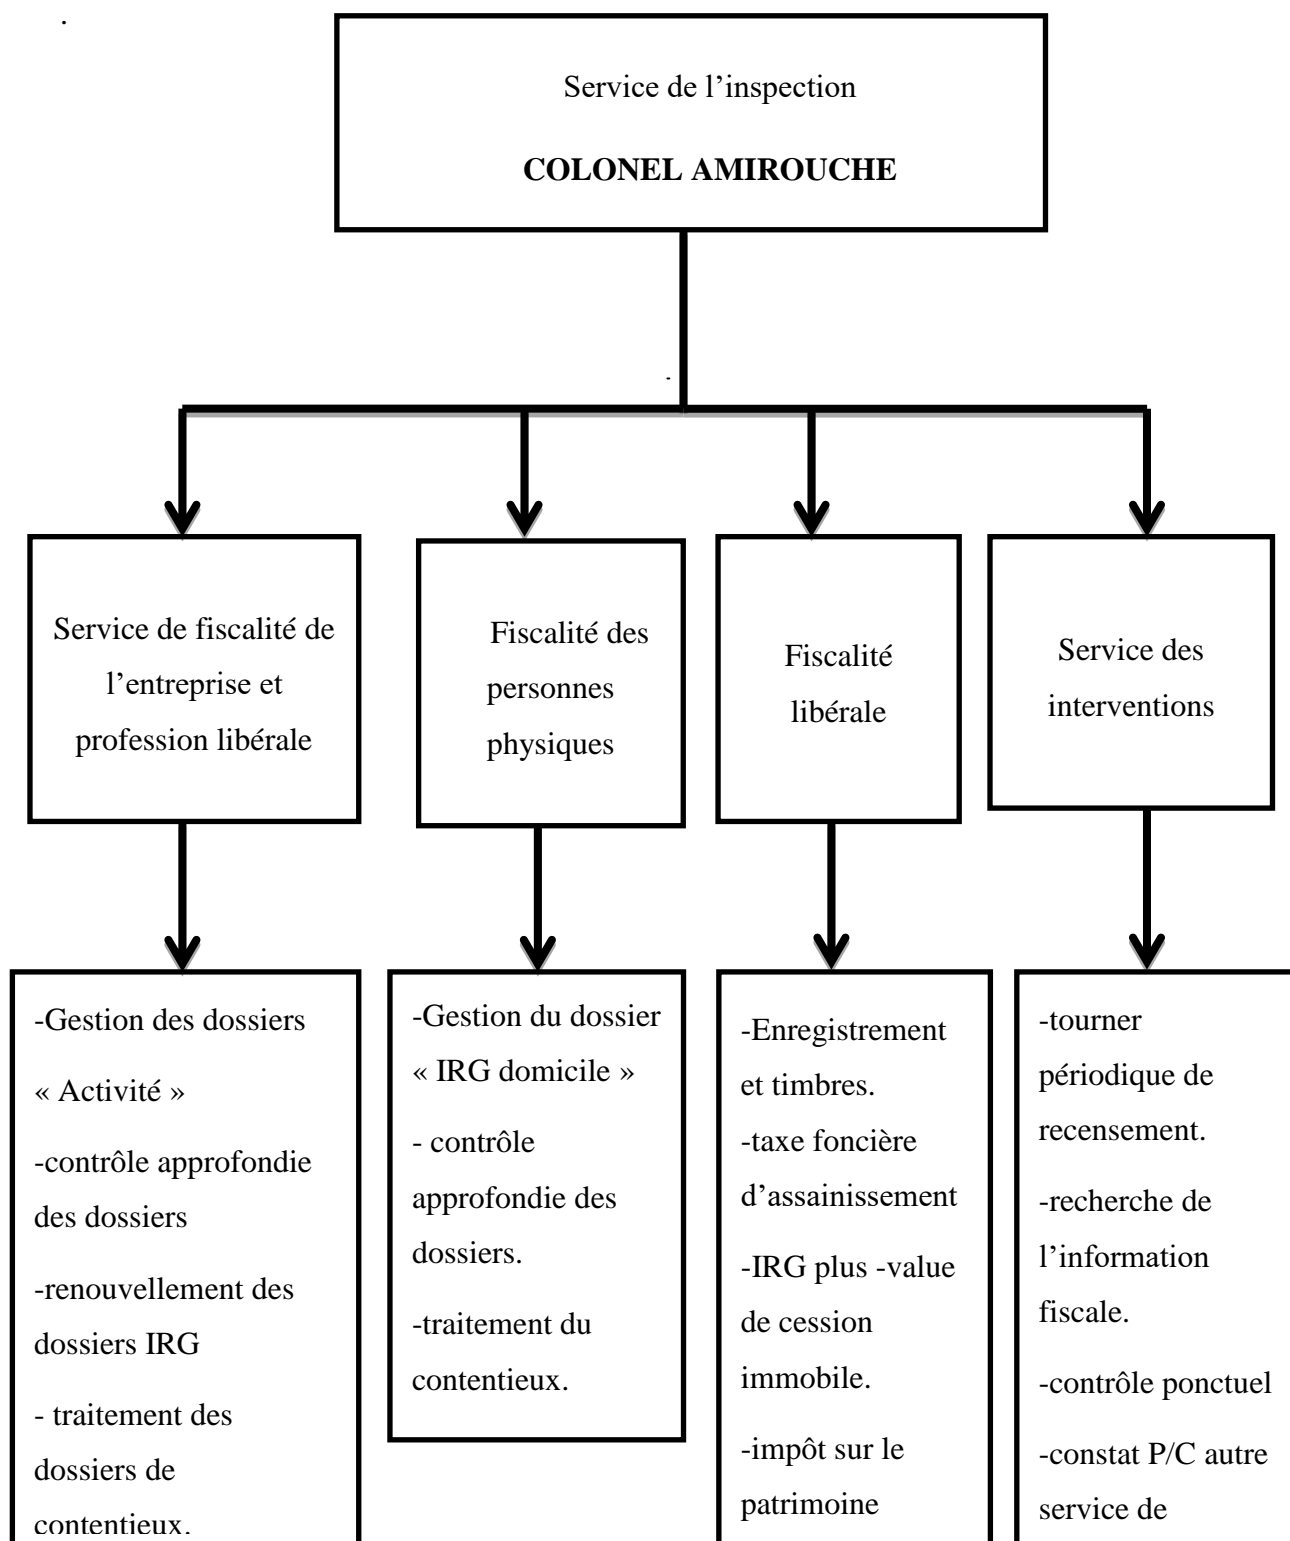 Service de l’inspection
COLONEL AMIROUCHE
Service de fiscalité de
l’entreprise et
profession libérale
Fiscalité des
personnes
physiques
Fiscalité
libérale
Service des
interventions
-Gestion des dossiers
« Activité »
-contrôle approfondie
des dossiers
-renouvellement des
dossiers IRG
- traitement des
dossiers de
contentieux.
-Gestion du dossier
« IRG domicile »
- contrôle
approfondie des
dossiers.
-traitement du
contentieux.
-Enregistrement
et timbres.
-taxe foncière
d’assainissement
-IRG plus -value
de cession
immobile.
-impôt sur le
patrimoine
-tourner
périodique de
recensement.
-recherche de
l’information
fiscale.
-contrôle ponctuel
-constat P/C autre
service de